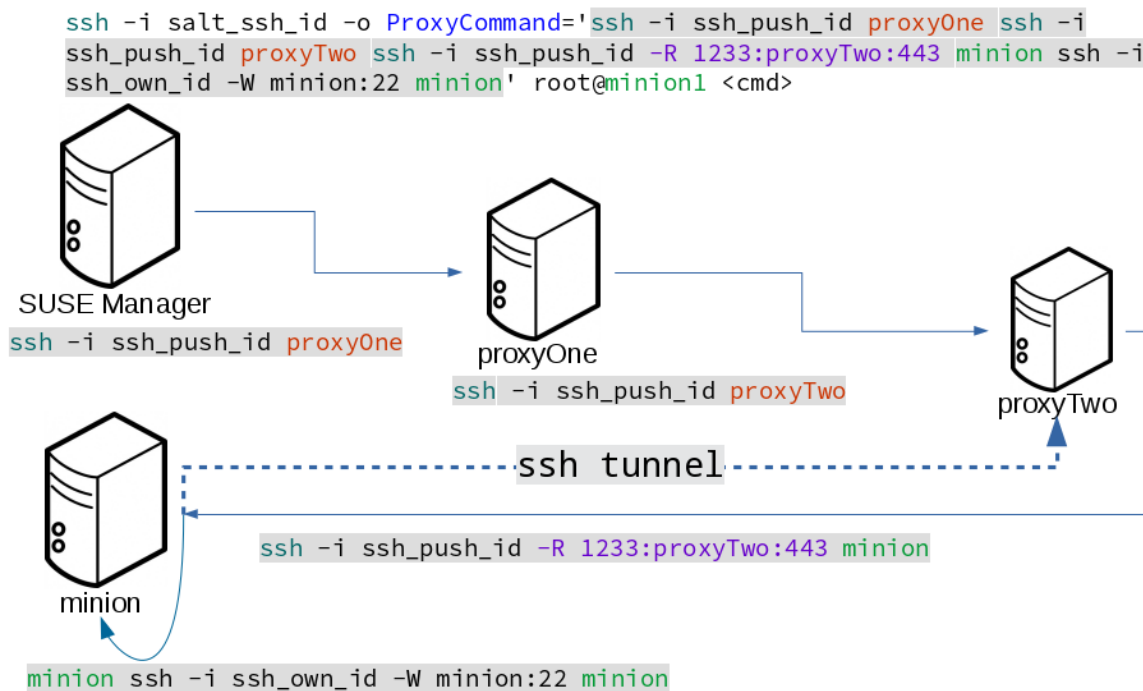 ssh -i salt_ssh_id -o ProxyCommand='ssh -i ssh_push_id proxyOne ssh -i
ssh_push_id proxyTwo ssh -i ssh_push_id -R 1233:proxyTwo:443 minion ssh -i
ssh_own_id -W minion:22 minion' root@minion1 <cmd>
SUSE Manager
ssh -i ssh_push_id proxyOne
proxyOne
ssh -i ssh_push_id proxyTwo
proxyTwo
ssh tunnel
ssh -i ssh_push_id -R 1233:proxyTwo:443 minion
minion
minion ssh -i ssh_own_id -W minion:22 minion